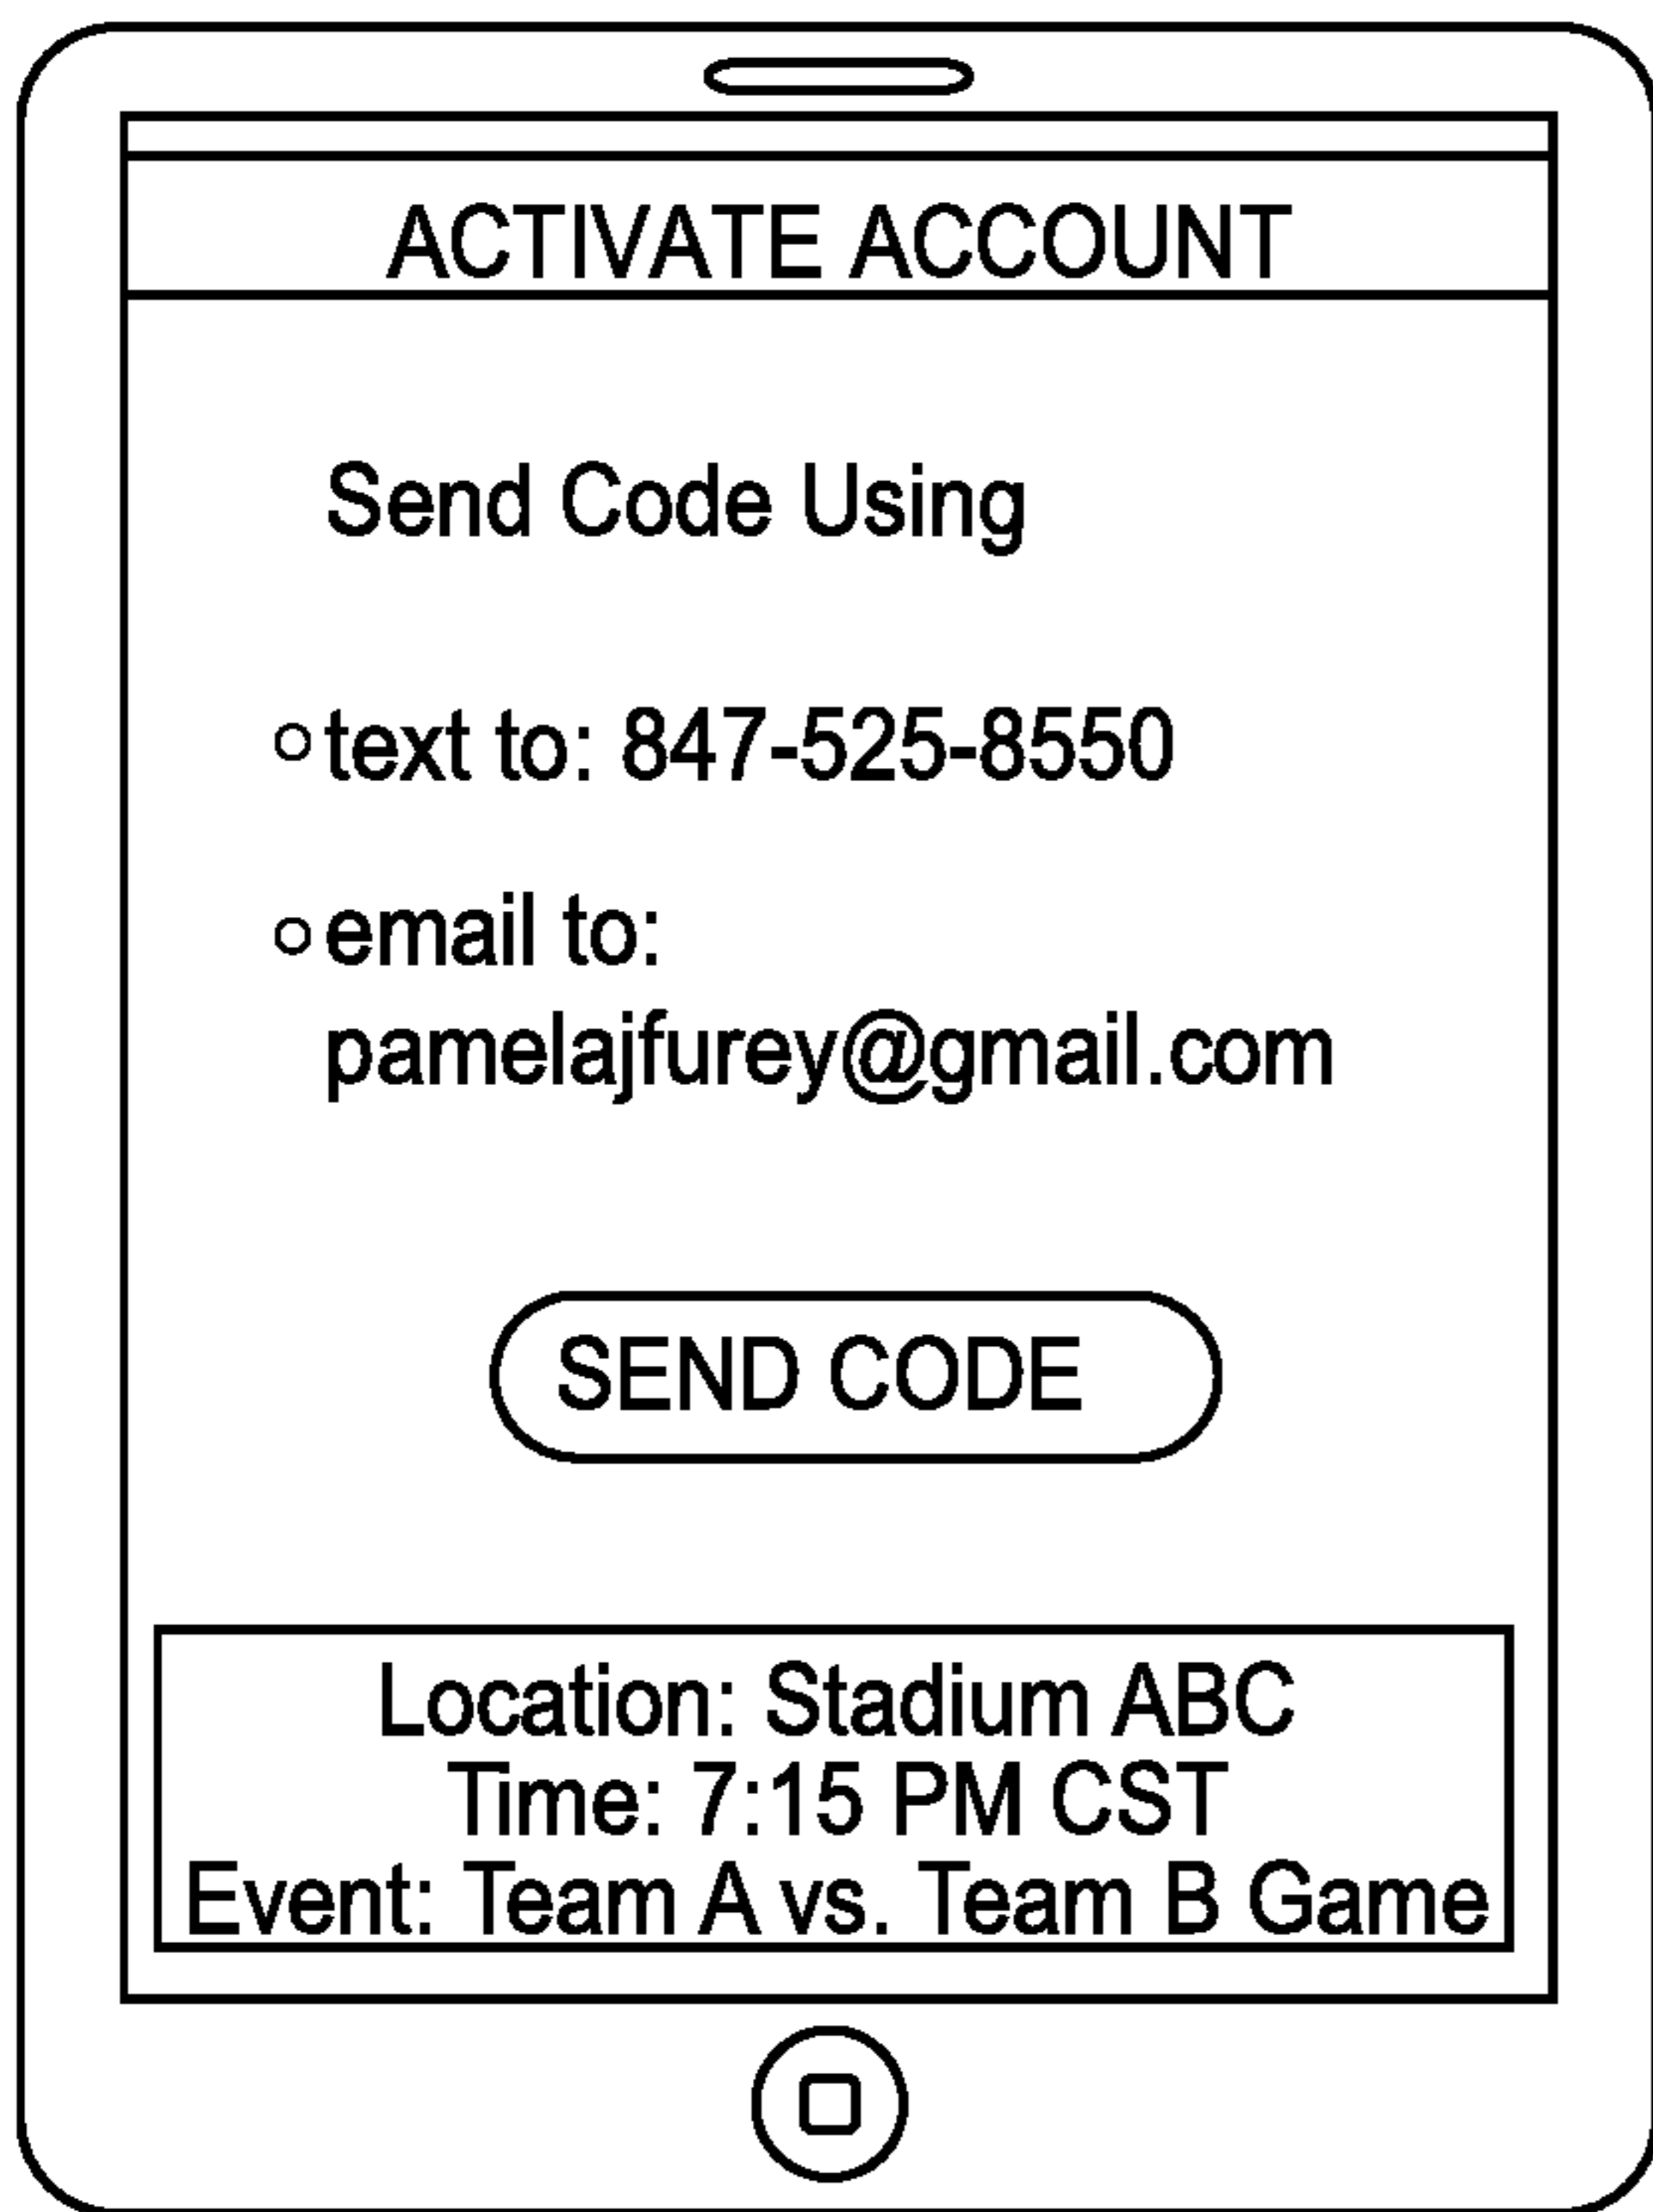 ACTIVATE ACCOUNT
Send Code Using
text to: 847-525-8550
email to:
pamelajfurey@gmail.com
SEND CODE
Location: Stadium ABC
Time: 7:15 PM CST
Event: Team A vs. Team B Game